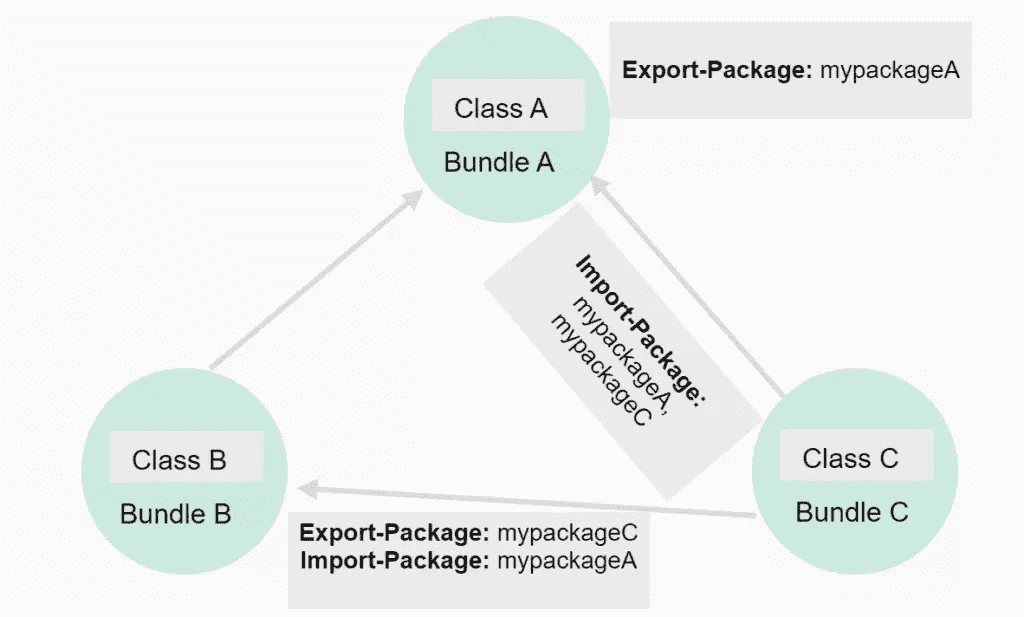 Class A
Bundle A
Export-Package: mypackageA
Import-Package:
mypackageA,
mypackageC
Class B
Bundle B
Class C
Bundle C
Export-Package: mypackageC
Import-Package: mypackageA